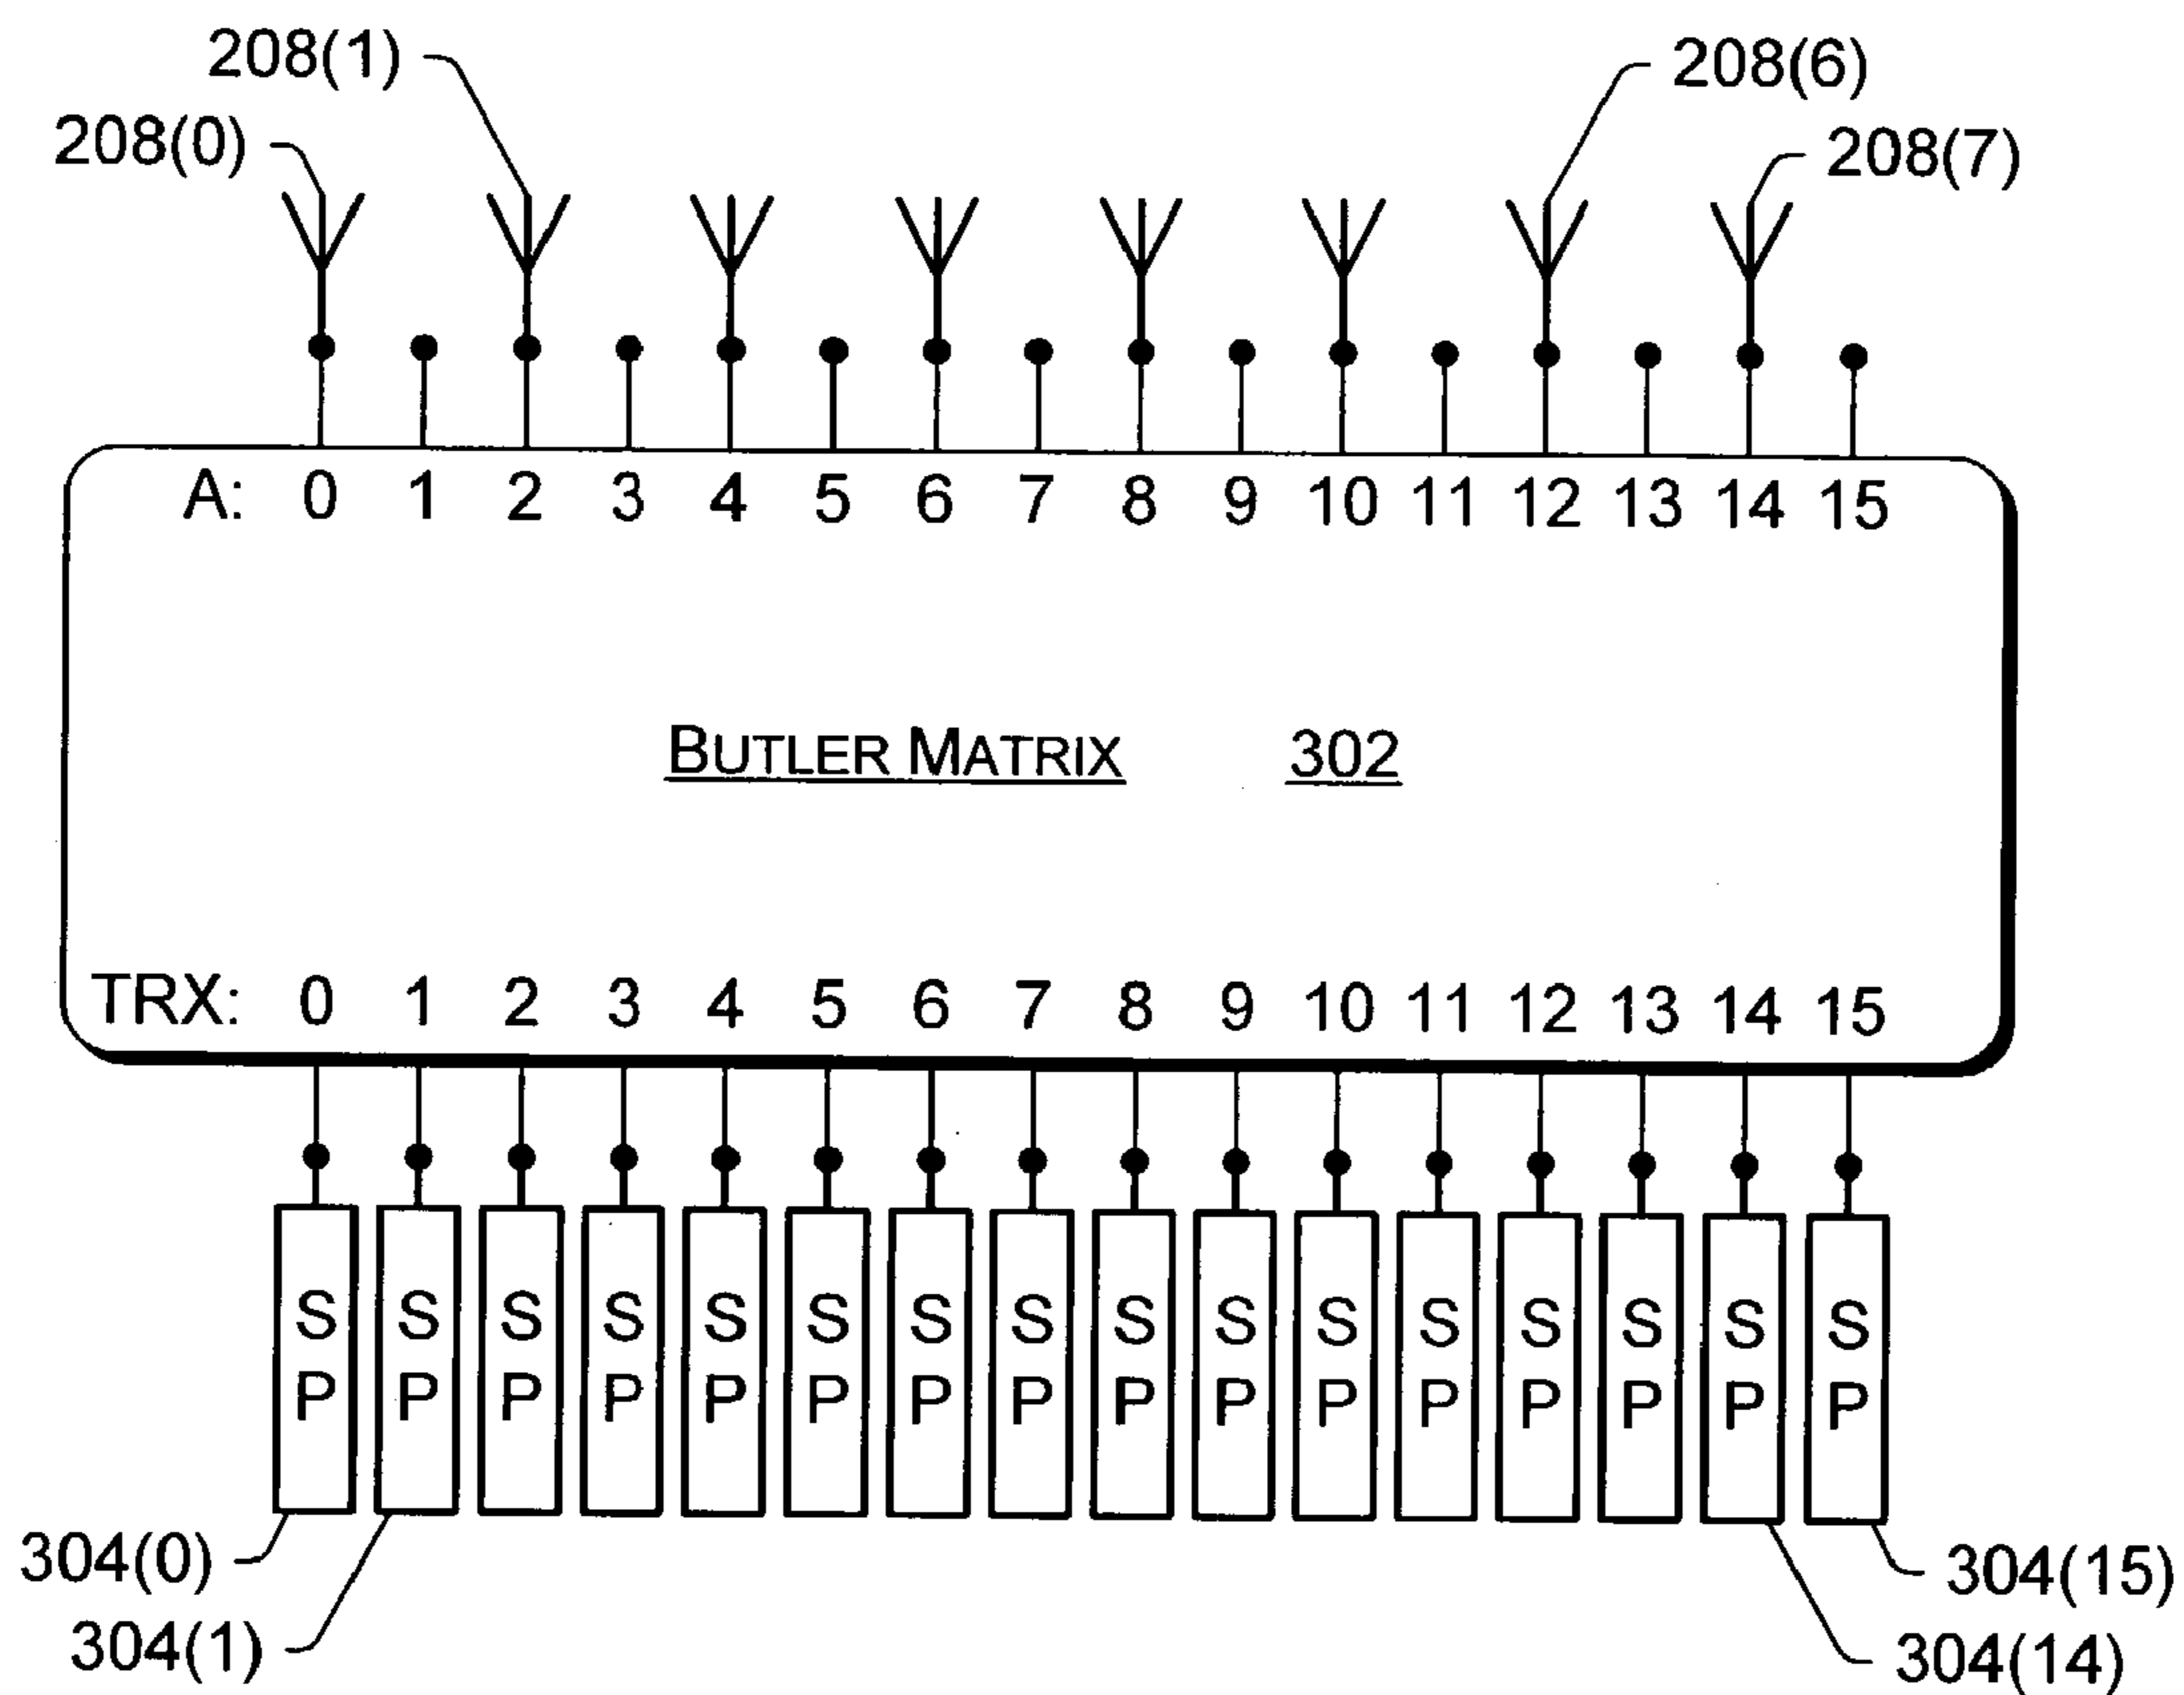 208(1)
208(6)
208(0)
208(7)
A: 0 1 2 3 4 5 6 7 8 9 10 11 12 13 14 15
BUTLER MATRIX 302
TRX: 0 1 2 3 4 5 6 7 8 9 10 11 12 13 14 15
S S S S S S S S S S S S S S S S
P P P P P P P P P P P P P P P P
304(0)
304(15)
304(1)
304(14)